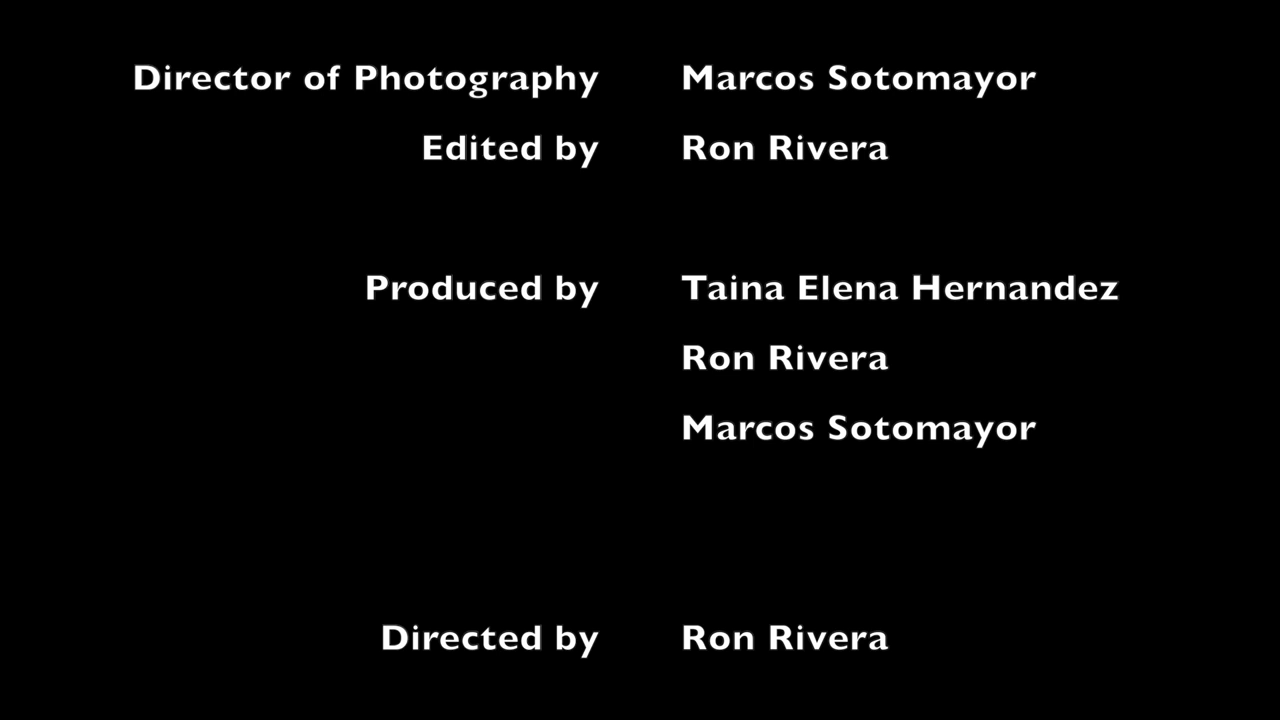 Director of Photography Marcos Sotomayor
Edited by Ron Rivera
Produced by Taina Elena Hernandez
Ron Rivera
Marcos Sotomayor
Directed by Ron Rivera